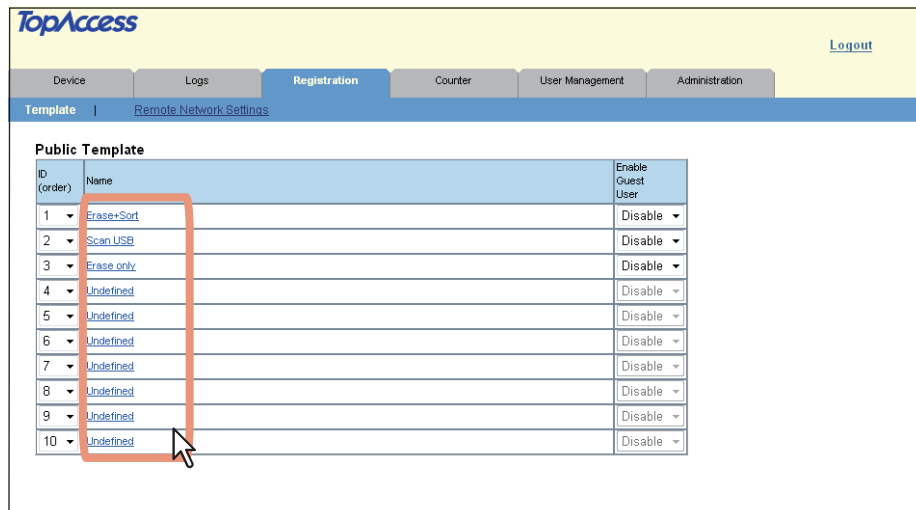 TopAccess
Logout
Device Logs Registration Counter User Management Administration
Template | Remote Network Settings
Public Template
ID (order) Name Enable Guest User
1 Erase+Sort Disable
2 Scan USB Disable
3 Erase only Disable
4 Undefined Disable
5 Undefined Disable
6 Undefined Disable
7 Undefined Disable
8 Undefined Disable
9 Undefined Disable
10 Undefined Disable